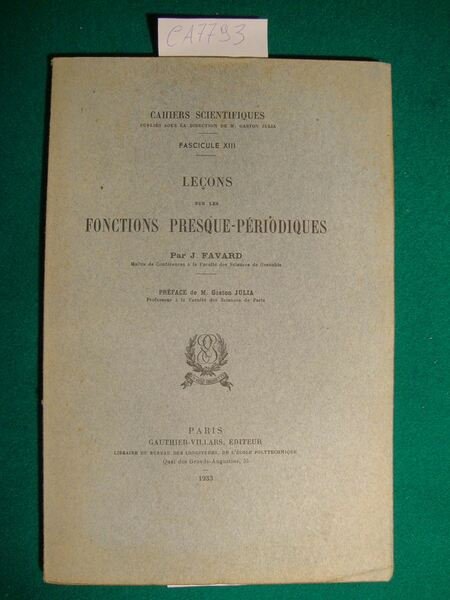 CA7793
CAHIERS SCIENTIFIQUES
PUBLIÉS SOUS LA DIRECTION DE M. GASTON JULIA
FASCICULE XIII
LEÇONS
SUR LES
FONCTIONS PRESQUE-PÉRIODIQUES
Par J. FAVARD
Maître de Conférences à la Faculté des Sciences de Grenoble
PRÉFACE de M. Gaston JULIA
Professeur à la Faculté des Sciences de Paris
PARIS
GAUTHIER-VILLARS, ÉDITEUR
LIBRAIRE DU BUREAU DES LONGITUDES, DE L'ÉCOLE POLYTECHNIQUE
Quai des Grands-Augustins, 55
1933